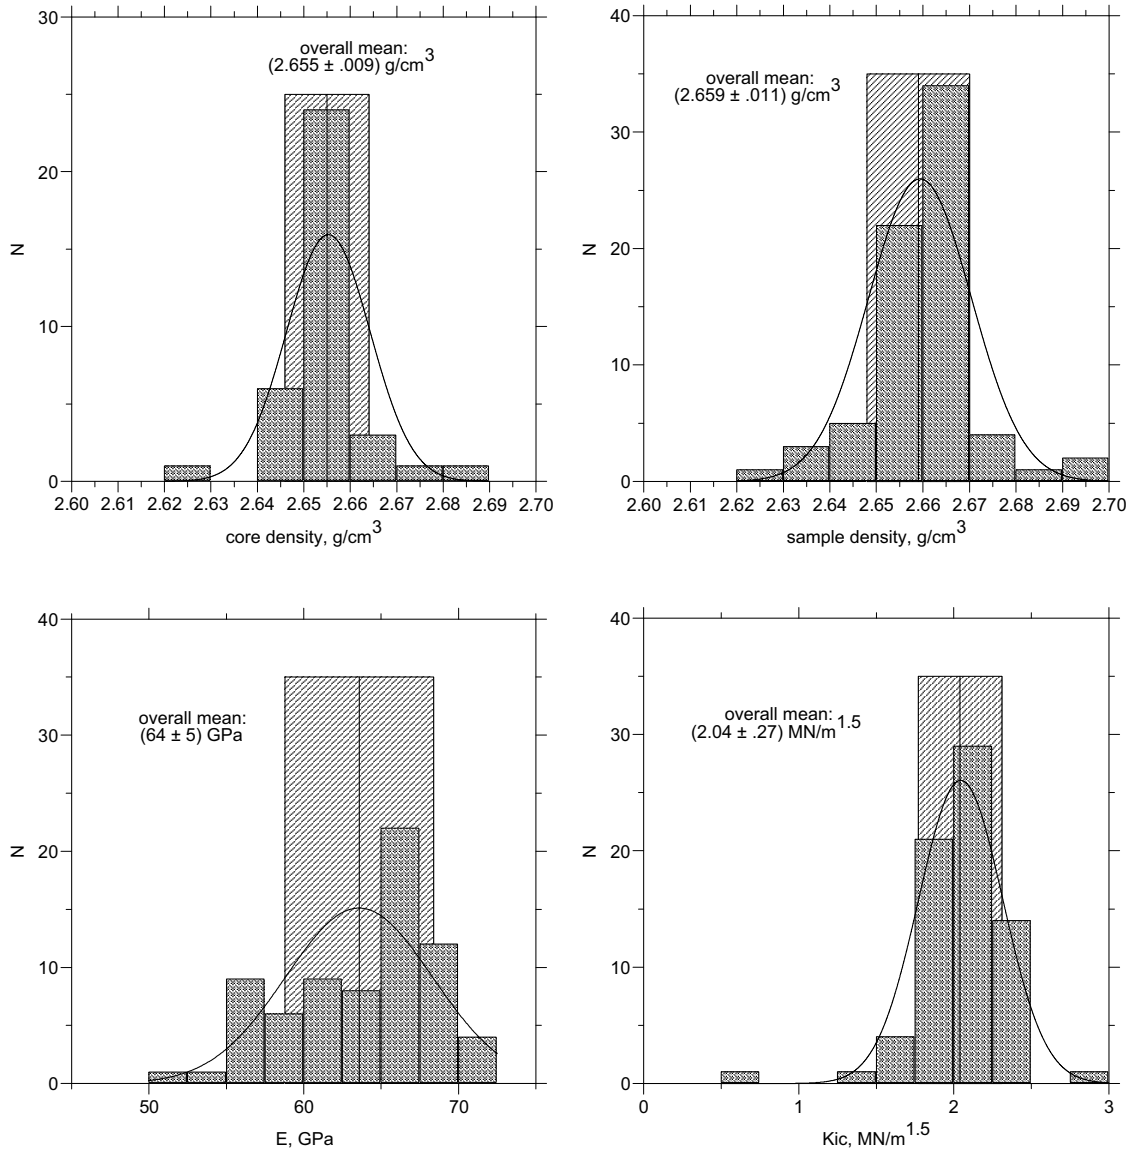 30
overall mean:
(2.655 ± .009) g/cm3
20
N
10
0
2.60 2.61 2.62 2.63 2.64 2.65 2.66 2.67 2.68 2.69 2.70
core density, g/cm3
40
overall mean:
(2.659 ± .011) g/cm3
30
N
20
10
0
2.60 2.61 2.62 2.63 2.64 2.65 2.66 2.67 2.68 2.69 2.70
sample density, g/cm3
40
overall mean:
(64 ± 5) GPa
30
N
20
10
0
50 60 70
E, GPa
40
overall mean:
(2.04 ± .27) MN/m1.5
30
N
20
10
0
0 1 2 3
Kic, MN/m1.5